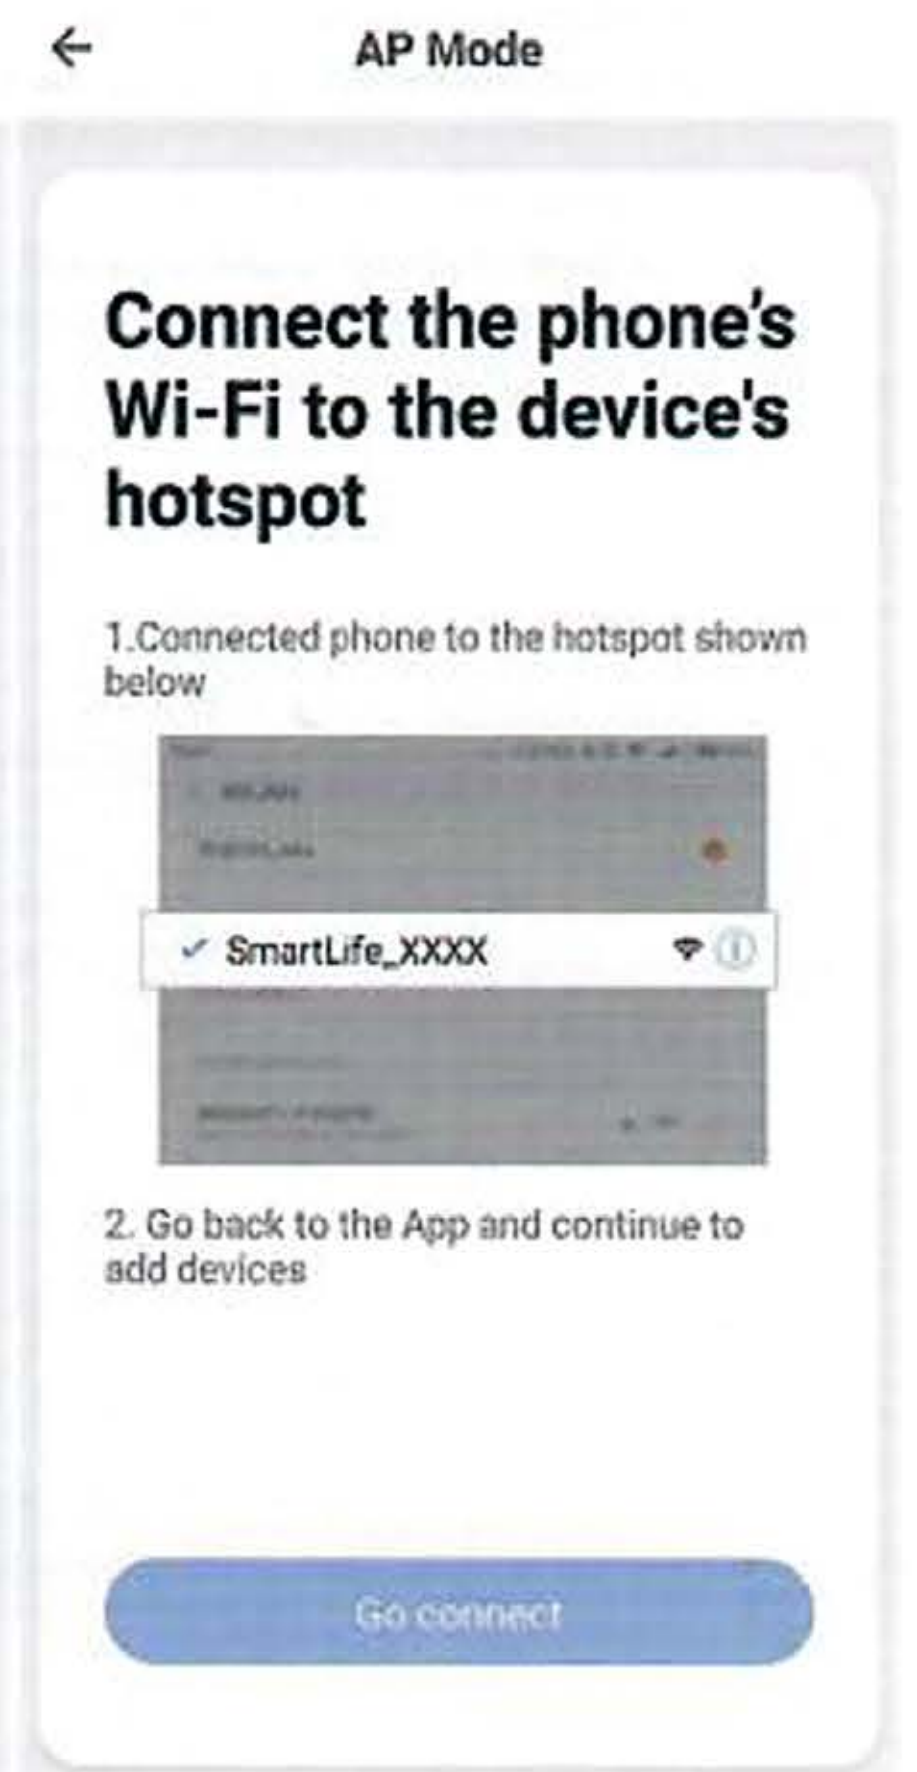 AP Mode
Connect the phone's
Wi-Fi to the device's
hotspot
1.Connected phone to the hotspot shown
below
SmartLife_XXXX
2. Go back to the App and continue to
add devices
Go connect